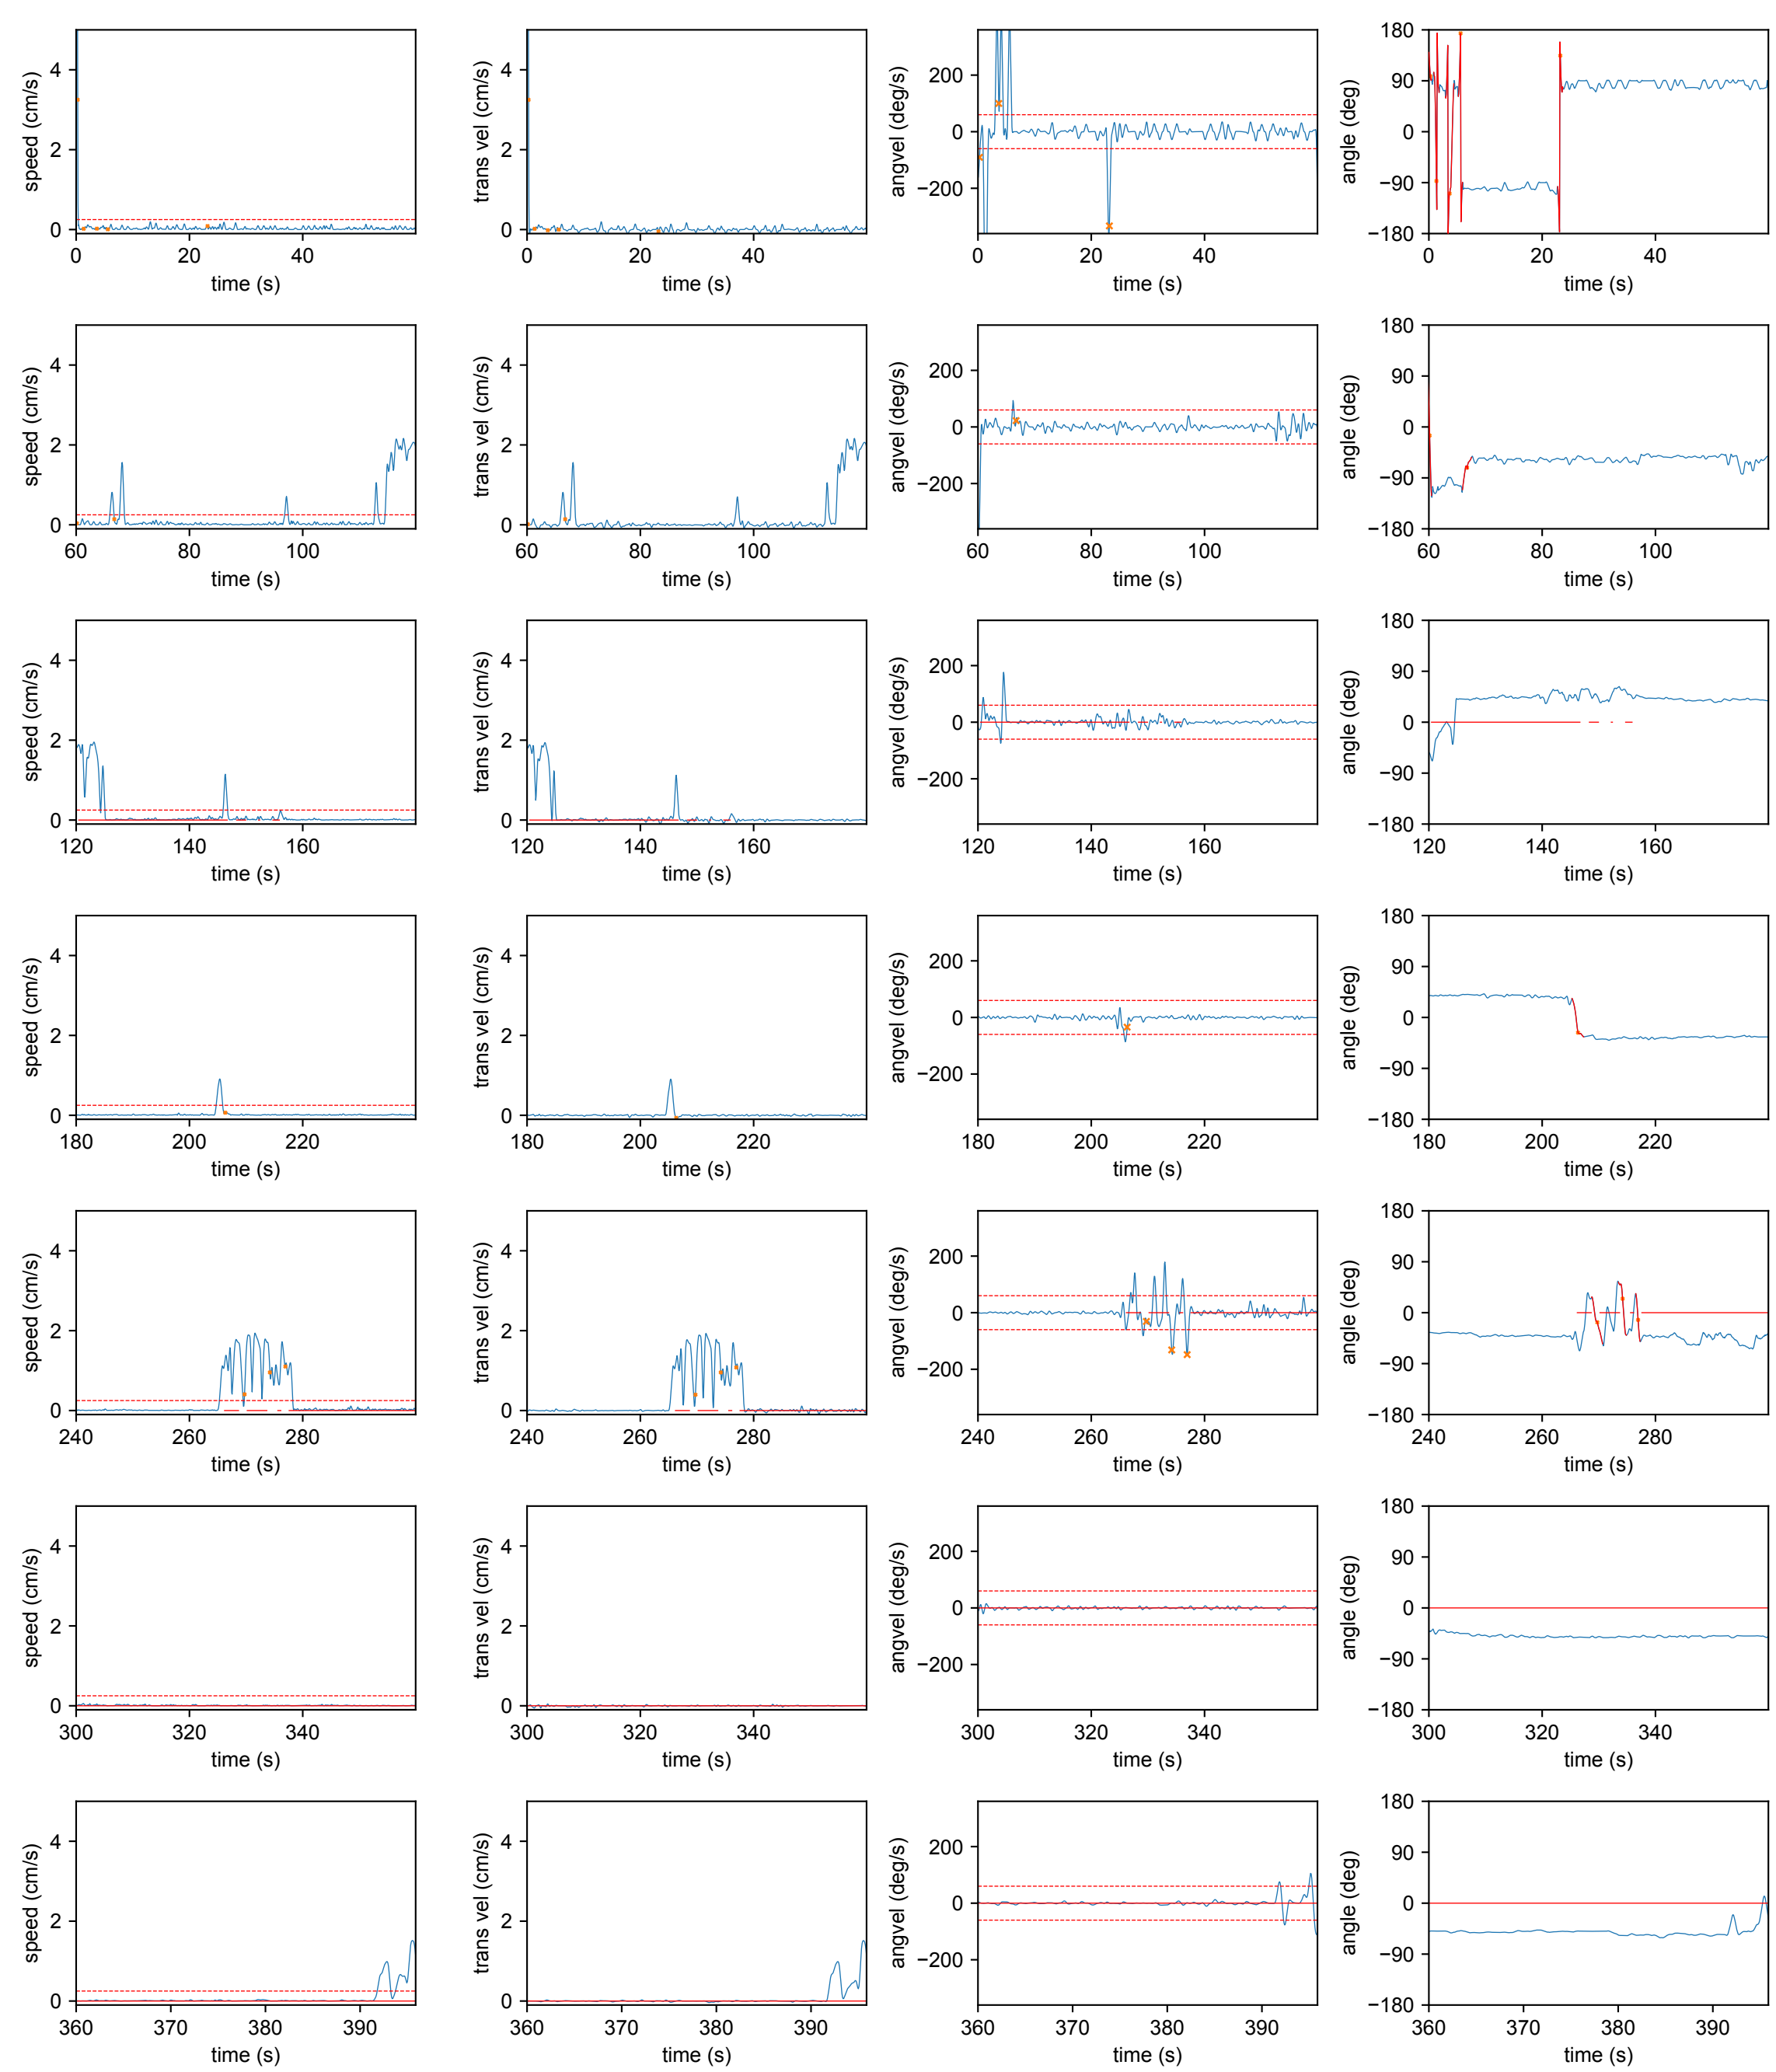 speed (cm/s) 4 2 0 0 20 40 time (s)
trans vel (cm/s) 4 2 0 0 20 40 time (s)
angvel (deg/s) 200 0 −200 0 20 40 time (s)
angle (deg) 180 90 0 −90 −180 0 20 40 time (s)
speed (cm/s) 4 2 0 60 80 100 time (s)
trans vel (cm/s) 4 2 0 60 80 100 time (s)
angvel (deg/s) 200 0 −200 60 80 100 time (s)
angle (deg) 180 90 0 −90 −180 60 80 100 time (s)
speed (cm/s) 4 2 0 120 140 160 time (s)
trans vel (cm/s) 4 2 0 120 140 160 time (s)
angvel (deg/s) 200 0 −200 120 140 160 time (s)
angle (deg) 180 90 0 −90 −180 120 140 160 time (s)
speed (cm/s) 4 2 0 180 200 220 time (s)
trans vel (cm/s) 4 2 0 180 200 220 time (s)
angvel (deg/s) 200 0 −200 180 200 220 time (s)
angle (deg) 180 90 0 −90 −180 180 200 220 time (s)
speed (cm/s) 4 2 0 240 260 280 time (s)
trans vel (cm/s) 4 2 0 240 260 280 time (s)
angvel (deg/s) 200 0 −200 240 260 280 time (s)
angle (deg) 180 90 0 −90 −180 240 260 280 time (s)
speed (cm/s) 4 2 0 300 320 340 time (s)
trans vel (cm/s) 4 2 0 300 320 340 time (s)
angvel (deg/s) 200 0 −200 300 320 340 time (s)
angle (deg) 180 90 0 −90 −180 300 320 340 time (s)
speed (cm/s) 4 2 0 360 370 380 390 time (s)
trans vel (cm/s) 4 2 0 360 370 380 390 time (s)
angvel (deg/s) 200 0 −200 360 370 380 390 time (s)
angle (deg) 180 90 0 −90 −180 360 370 380 390 time (s)